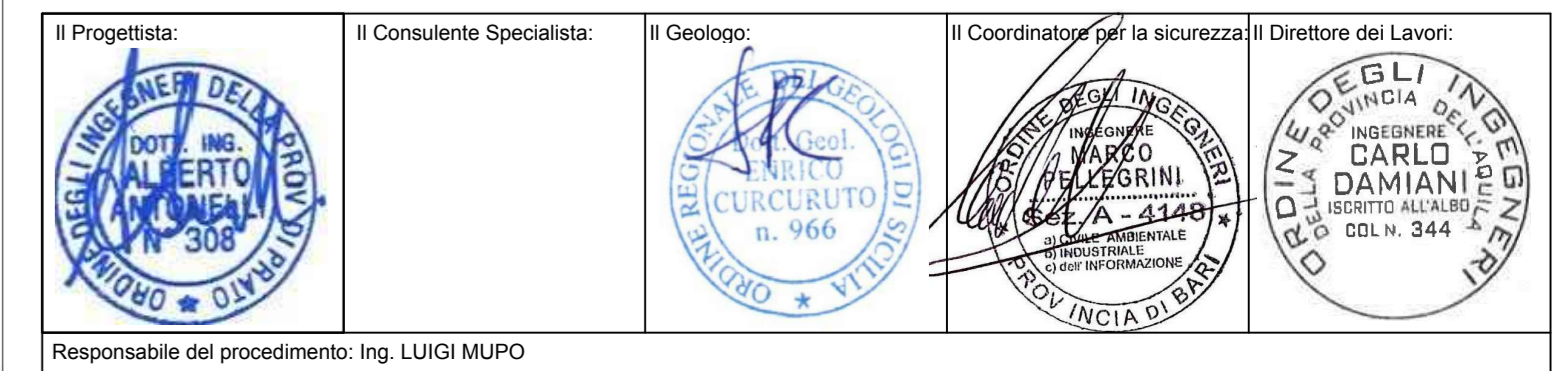 Il Progettista:
ORDINE DEGLI INGEGNERI DELLA PROV DI PRATO
DOTT. ING.
ALBERTO
ANTONELLI
N° 308
Il Consulente Specialista:
Il Geologo:
ORDINE REGIONALE DEI GEOLOGI DI SICILIA
Dott. Geol.
ENRICO
CURCURUTO
n. 966
Il Coordinatore per la sicurezza:
ORDINE DEGLI INGEGNERI
PROVINCIA DI BARI
INGEGNERE
MARCO
PELLEGRINI
Sez. A - 4148
a) CIVILE AMBIENTALE
b) INDUSTRIALE
c) dell' INFORMAZIONE
Il Direttore dei Lavori:
ORDINE DEGLI INGEGNERI
DELLA PROVINCIA DELL'AQUILA
INGEGNERE
CARLO
DAMIANI
ISCRITTO ALL'ALBO
COL N. 344
Responsabile del procedimento: Ing. LUIGI MUPO